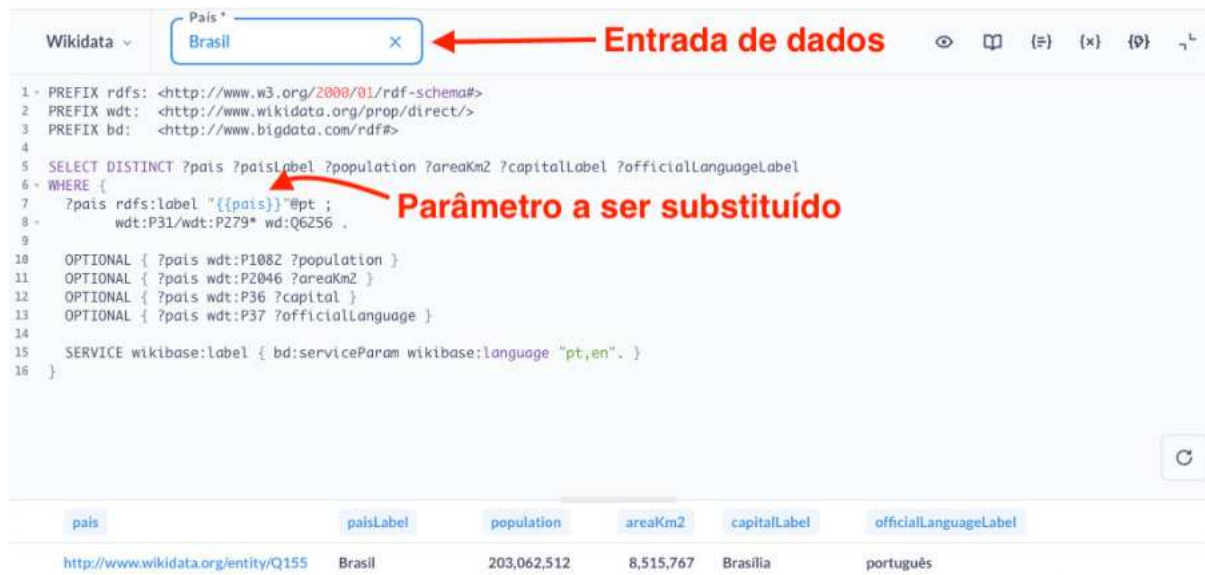 País *
Wikidata Brasil × Entrada de dados {=} {x}
1 PREFIX rdfs: <http://www.w3.org/2000/01/rdf-schema#>
2 PREFIX wdt: <http://www.wikidata.org/prop/direct/>
3 PREFIX bd: <http://www.bigdata.com/rdf#>
4
5 SELECT DISTINCT ?pais ?paisLabel ?population ?areaKm2 ?capitalLabel ?officialLanguageLabel
6 WHERE {
7 ?pais rdfs:label "{{pais}}"@pt ;
Parâmetro a ser substituído
8 wdt:P31/wdt:P279* wd:Q6256 .
9
10 OPTIONAL { ?pais wdt:P1082 ?population }
11 OPTIONAL { ?pais wdt:P2046 ?areaKm2 }
12 OPTIONAL { ?pais wdt:P36 ?capital }
13 OPTIONAL { ?pais wdt:P37 ?officialLanguage }
14
15 SERVICE wikibase:label { bd:serviceParam wikibase:language "pt,en". }
16 }
pais paisLabel population areaKm2 capitalLabel officialLanguageLabel
http://www.wikidata.org/entity/Q155 Brasil 203,062,512 8,515,767 Brasília português